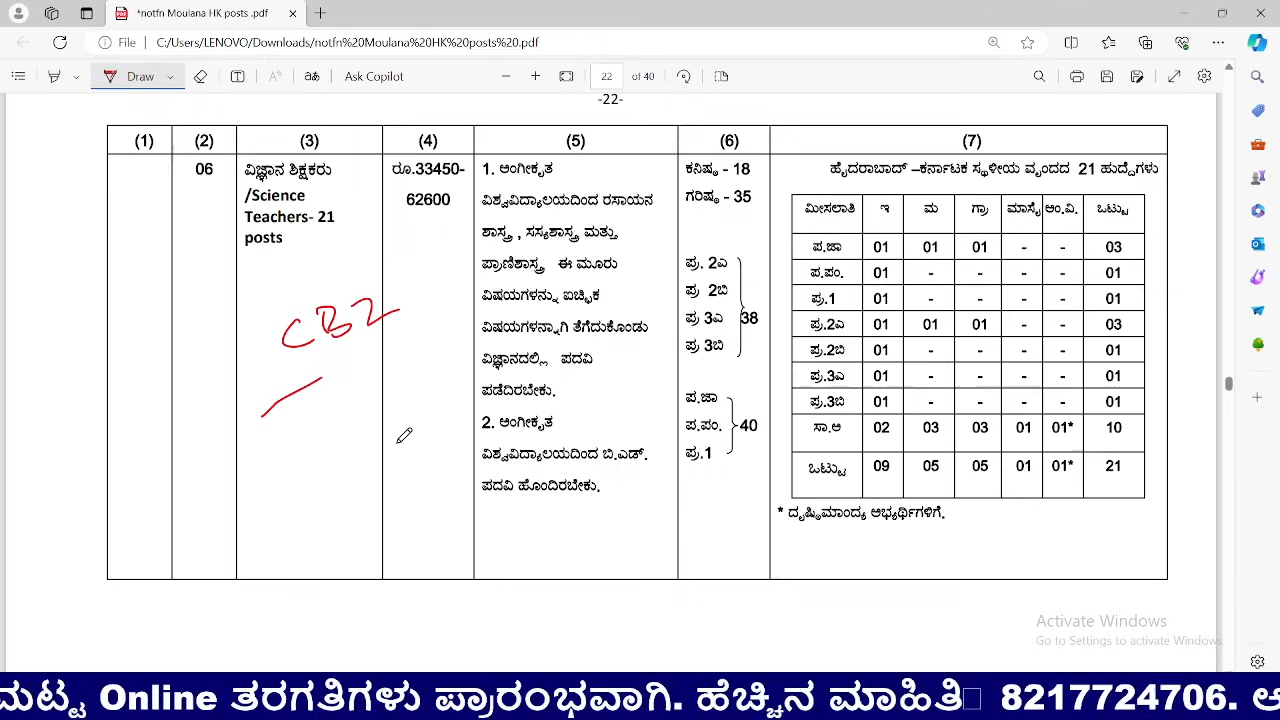 *notfn Moulana HK posts .pdf
File
C:/Users/LENOVO/Downloads/notfn%20Moulana%20HK%20posts%20.pdf
Draw
Ask Copilot
22 of 40
-22-
(1) (2) (3) (4) (5) (6) (7)
06
ವಿಜ್ಞಾನ ಶಿಕ್ಷಕರು
/Science
Teachers- 21
posts
ರೂ.33450-
62600
1. ಅಂಗೀಕೃತ
ವಿಶ್ವವಿದ್ಯಾಲಯದಿಂದ ರಸಾಯನ
ಶಾಸ್ತ್ರ , ಸಸ್ಯಶಾಸ್ತ್ರ ಮತ್ತು
ಪ್ರಾಣಿಶಾಸ್ತ್ರ ಈ ಮೂರು
ವಿಷಯಗಳನ್ನು ಐಚ್ಛಿಕ
ವಿಷಯಗಳನ್ನಾಗಿ ತೆಗೆದುಕೊಂಡು
ವಿಜ್ಞಾನದಲ್ಲಿ ಪದವಿ
ಪಡೆದಿರಬೇಕು.
2. ಅಂಗೀಕೃತ
ವಿಶ್ವವಿದ್ಯಾಲಯದಿಂದ ಬಿ.ಎಡ್.
ಪದವಿ ಹೊಂದಿರಬೇಕು.
ಕನಿಷ್ಠ - 18
ಗರಿಷ್ಠ - 35
ಪ್ರ. 2ಎ
ಪ್ರ 2ಬಿ
ಪ್ರ 3ಎ
ಪ್ರ 3ಬಿ
38
ಪ.ಜಾ
ಪ.ಪಂ.
ಪ್ರ.1
40
ಹೈದರಾಬಾದ್ –ಕರ್ನಾಟಕ ಸ್ಥಳೀಯ ವೃಂದದ 21 ಹುದ್ದೆಗಳು
ಮೀಸಲಾತಿ ಇ ಮ ಗ್ರಾ ಮಾಸೈ ಅಂ.ವಿ. ಒಟ್ಟು
ಪ.ಜಾ 01 01 01 - - 03
ಪ.ಪಂ. 01 - - - - 01
ಪ್ರ.1 01 - - - - 01
ಪ್ರ.2ಎ 01 01 01 - - 03
ಪ್ರ.2ಬಿ 01 - - - - 01
ಪ್ರ.3ಎ 01 - - - - 01
ಪ್ರ.3ಬಿ 01 - - - - 01
ಸಾ.ಅ 02 03 03 01 01* 10
ಒಟ್ಟು 09 05 05 01 01* 21
* ದೃಷ್ಠಿಮಾಂದ್ಯ ಅಭ್ಯರ್ಥಿಗಳಿಗೆ.
CBZ
Activate Windows
Go to Settings to activate Windows.
ಮಟ್ಟ Online ತರಗತಿಗಳು ಪ್ರಾರಂಭವಾಗಿ. ಹೆಚ್ಚಿನ ಮಾಹಿತಿ 8217724706.